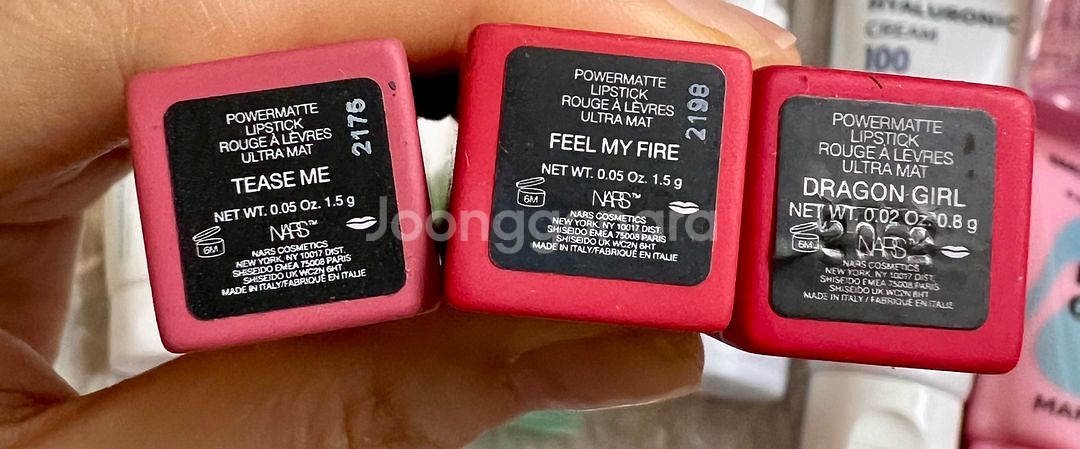 POWERMATTE
LIPSTICK
ROUGE À LÈVRES
ULTRA MAT
2176
TEASE ME
NET WT. 0.05 Oz. 1.5 g
6M
NARS™
NARS COSMETICS
NEW YORK, NY 10017 DIST.
SHISEIDO EMEA 75008 PARIS
SHISEIDO UK WC2N 6HT
MADE IN ITALY/FABRIQUÉ EN ITALIE
POWERMATTE
LIPSTICK
ROUGE À LÈVRES
ULTRA MAT
2198
FEEL MY FIRE
NET WT. 0.05 Oz. 1.5 g
6M
NARS™
NARS COSMETICS
NEW YORK, NY 10017 DIST.
SHISEIDO EMEA 75008 PARIS
SHISEIDO UK WC2N 6HT
MADE IN ITALY/FABRIQUÉ EN ITALIE
POWERMATTE
LIPSTICK
ROUGE À LÈVRES
ULTRA MAT
DRAGON GIRL
NET WT. 0.02 Oz. 0.8 g
6M
NARS
NARS COSMETICS
NEW YORK, NY 10017 DIST.
SHISEIDO EMEA 75008 PARIS
SHISEIDO UK WC2N 6HT
MADE IN ITALY / FABRIQUÉ EN ITALIE
HYALURONIC
CREAM
100
Joonggonara